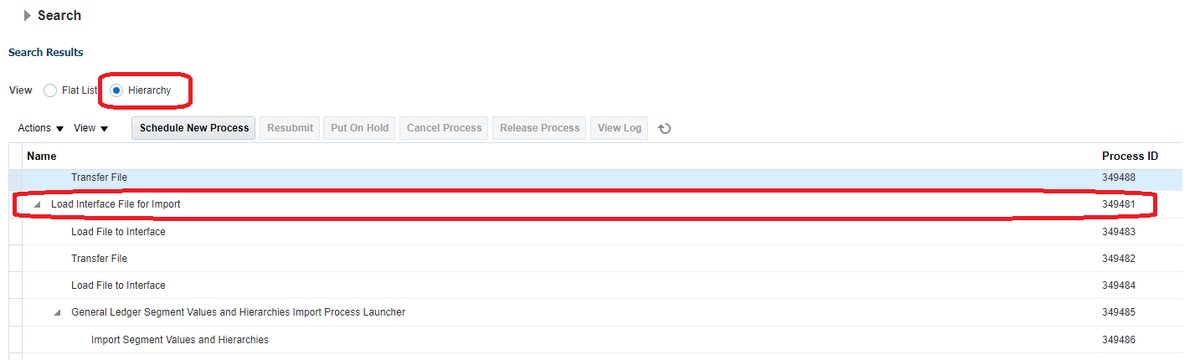 Search
Search Results
View Flat List Hierarchy
Actions View Schedule New Process Resubmit Put On Hold Cancel Process Release Process View Log
Name Process ID
Transfer File 349488
Load Interface File for Import 349481
Load File to Interface 349483
Transfer File 349482
Load File to Interface 349484
General Ledger Segment Values and Hierarchies Import Process Launcher 349485
Import Segment Values and Hierarchies 349486